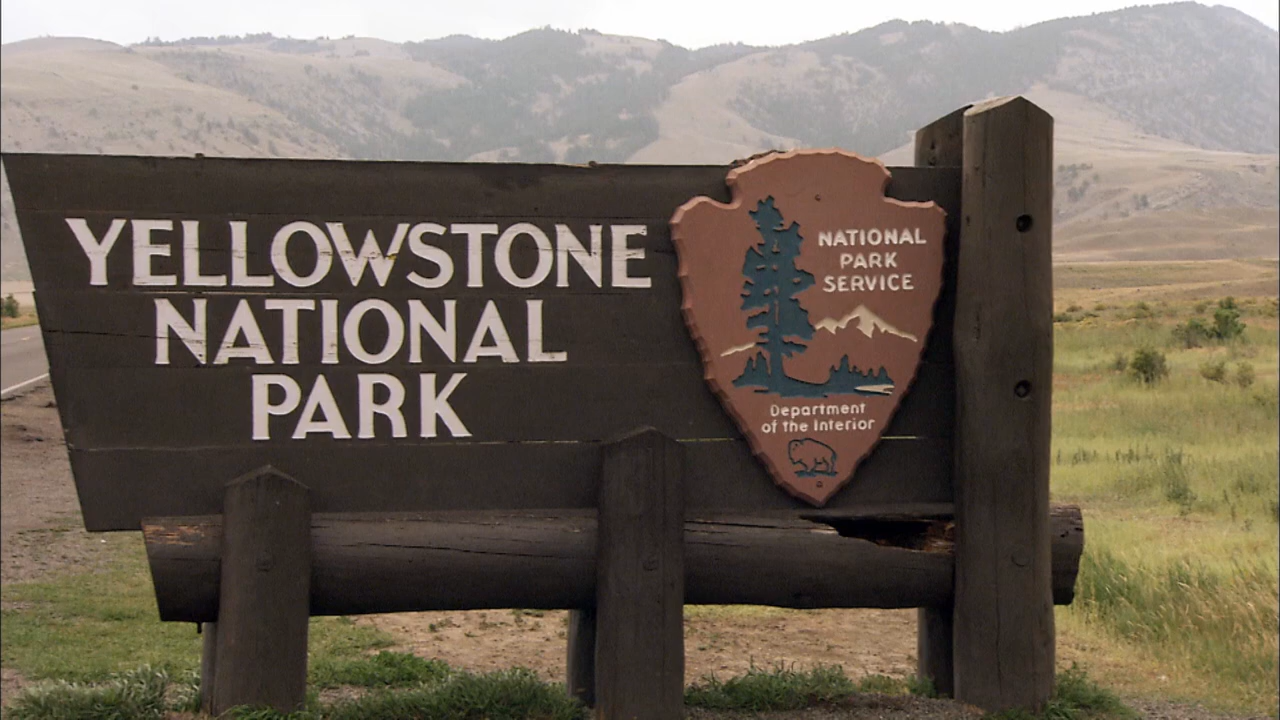 YELLOWSTONE
NATIONAL
PARK
NATIONAL
PARK
SERVICE
Department
of the Interior